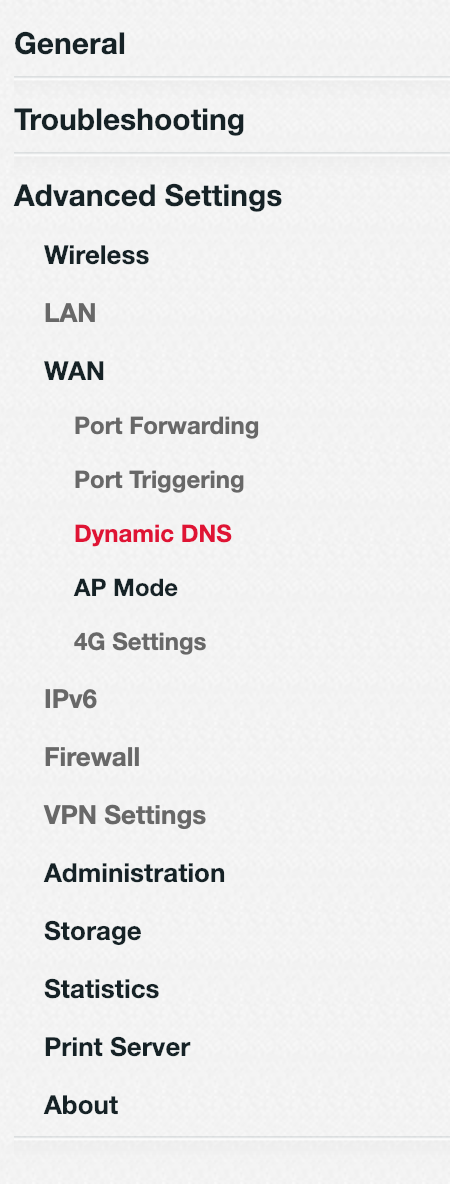 General
Troubleshooting
Advanced Settings
Wireless
LAN
WAN
Port Forwarding
Port Triggering
Dynamic DNS
AP Mode
4G Settings
IPv6
Firewall
VPN Settings
Administration
Storage
Statistics
Print Server
About